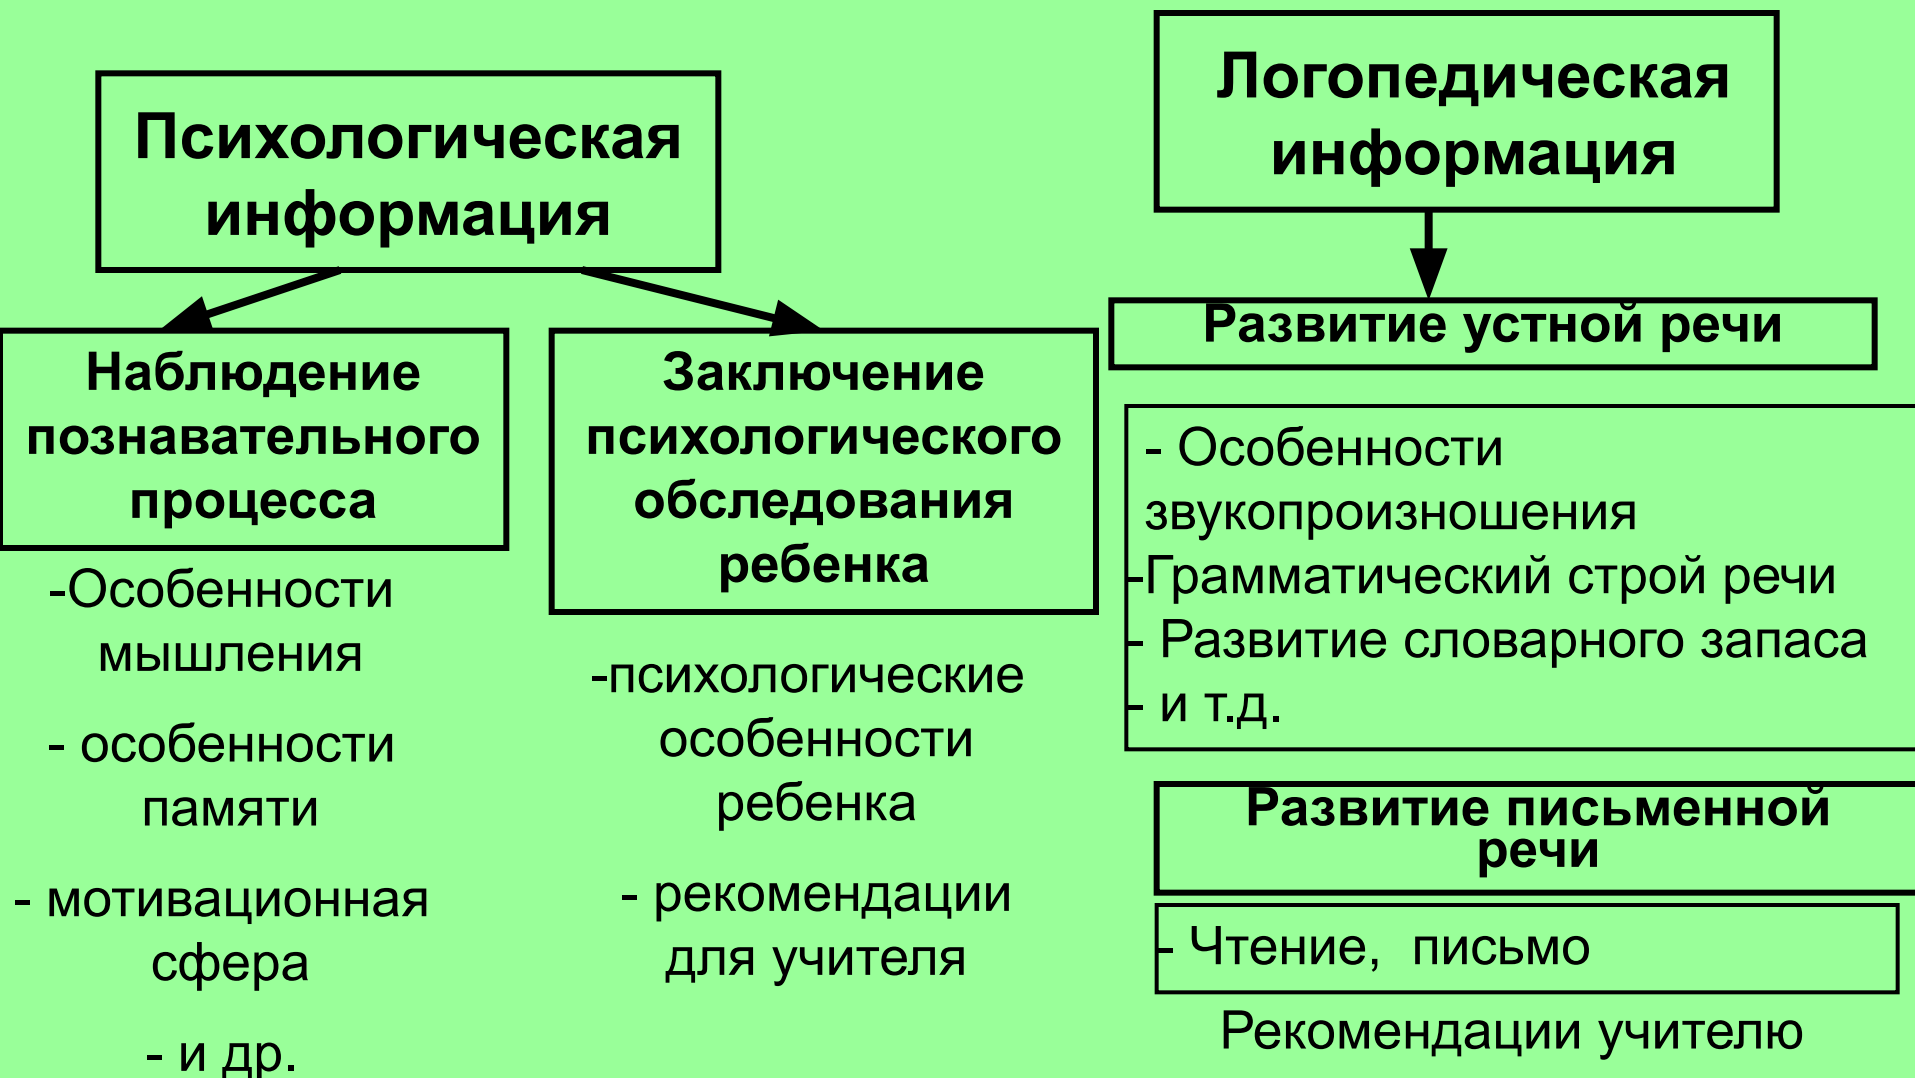 Психологическая
информация
Наблюдение
познавательного
процесса
-Особенности
мышления
- особенности
памяти
- мотивационная
сфера
- и др.
Заключение
психологического
обследования
ребенка
-психологические
особенности
ребенка
- рекомендации
для учителя
Логопедическая
информация
Развитие устной речи
- Особенности
звукопроизношения
-Грамматический строй речи
- Развитие словарного запаса
- и т.д.
Развитие письменной
речи
- Чтение, письмо
Рекомендации учителю